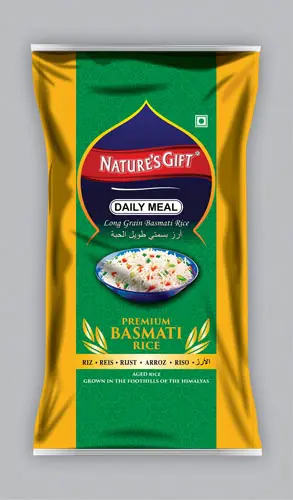 NATURE'S GIFT®
DAILY MEAL
Long Grain Basmati Rice
أرز بسمتي طويل الحبة
PREMIUM
BASMATI
RICE
RIZ • REIS • RIJST • ARROZ • RISO • الأرز
AGED RICE
GROWN IN THE FOOTHILLS OF THE HIMALYAS